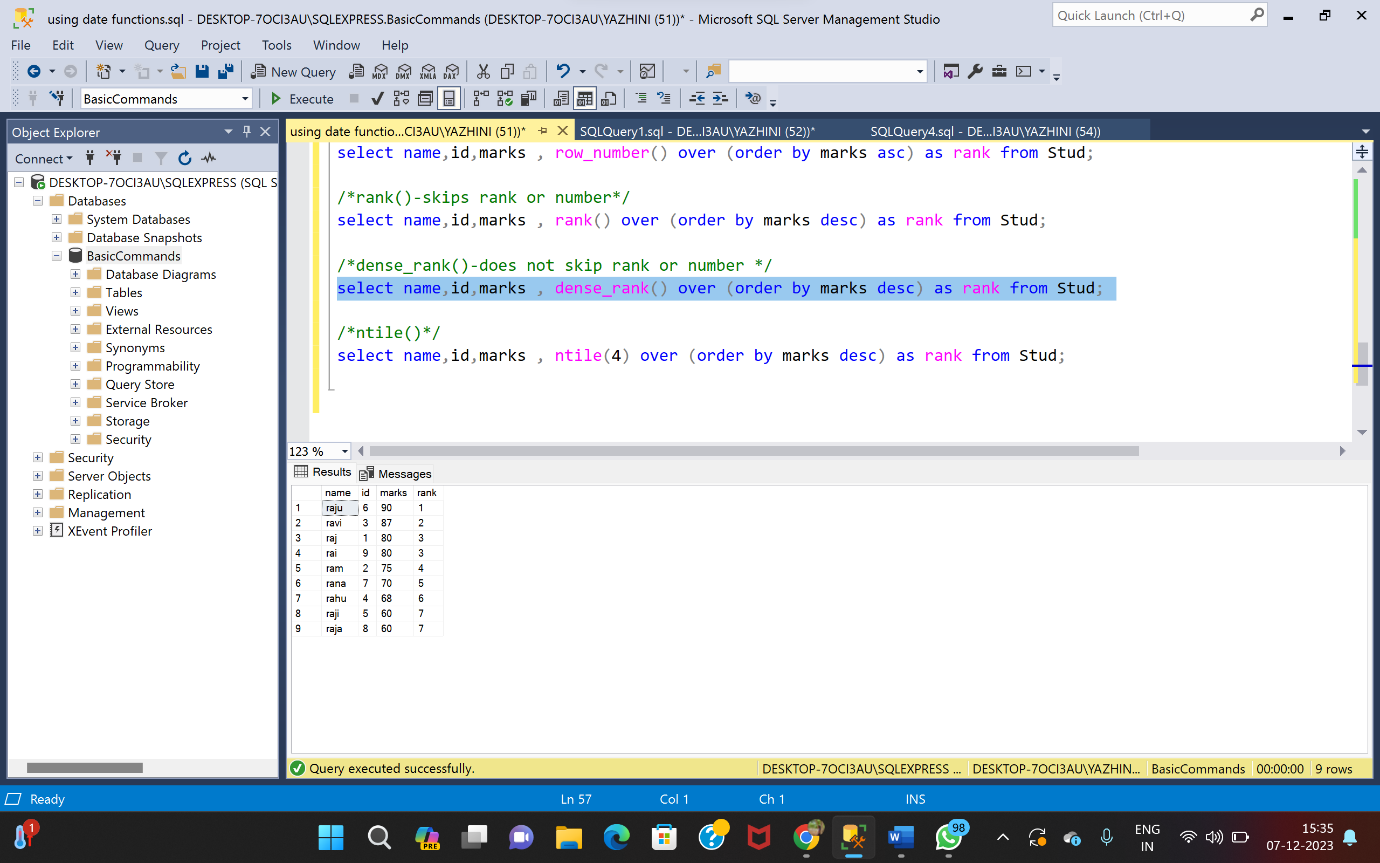 using date functions.sql - DESKTOP-7OCI3AU\SQLEXPRESS.BasicCommands (DESKTOP-7OCI3AU\YAZHINI (51))* - Microsoft SQL Server Management Studio
Quick Launch (Ctrl+Q)
File Edit View Query Project Tools Window Help
New Query MDX DMX XMLA DAX
BasicCommands Execute
Object Explorer
using date functio...CI3AU\YAZHINI (51))* SQLQuery1.sql - DE...I3AU\YAZHINI (52))* SQLQuery4.sql - DE...I3AU\YAZHINI (54))
Connect
DESKTOP-7OCI3AU\SQLEXPRESS (SQL S
Databases
System Databases
Database Snapshots
BasicCommands
Database Diagrams
Tables
Views
External Resources
Synonyms
Programmability
Query Store
Service Broker
Storage
Security
Security
Server Objects
Replication
Management
XEvent Profiler
select name,id,marks , row_number() over (order by marks asc) as rank from Stud;
/*rank()-skips rank or number*/
select name,id,marks , rank() over (order by marks desc) as rank from Stud;
/*dense_rank()-does not skip rank or number */
select name,id,marks , dense_rank() over (order by marks desc) as rank from Stud;
/*ntile()*/
select name,id,marks , ntile(4) over (order by marks desc) as rank from Stud;
123 %
Results Messages
name id marks rank
1 raju 6 90 1
2 ravi 3 87 2
3 raj 1 80 3
4 rai 9 80 3
5 ram 2 75 4
6 rana 7 70 5
7 rahu 4 68 6
8 raji 5 60 7
9 raja 8 60 7
Query executed successfully. DESKTOP-7OCI3AU\SQLEXPRESS ... DESKTOP-7OCI3AU\YAZHIN... BasicCommands 00:00:00 9 rows
Ready Ln 57 Col 1 Ch 1 INS
1 PRE 98 ENG 15:35
IN 07-12-2023